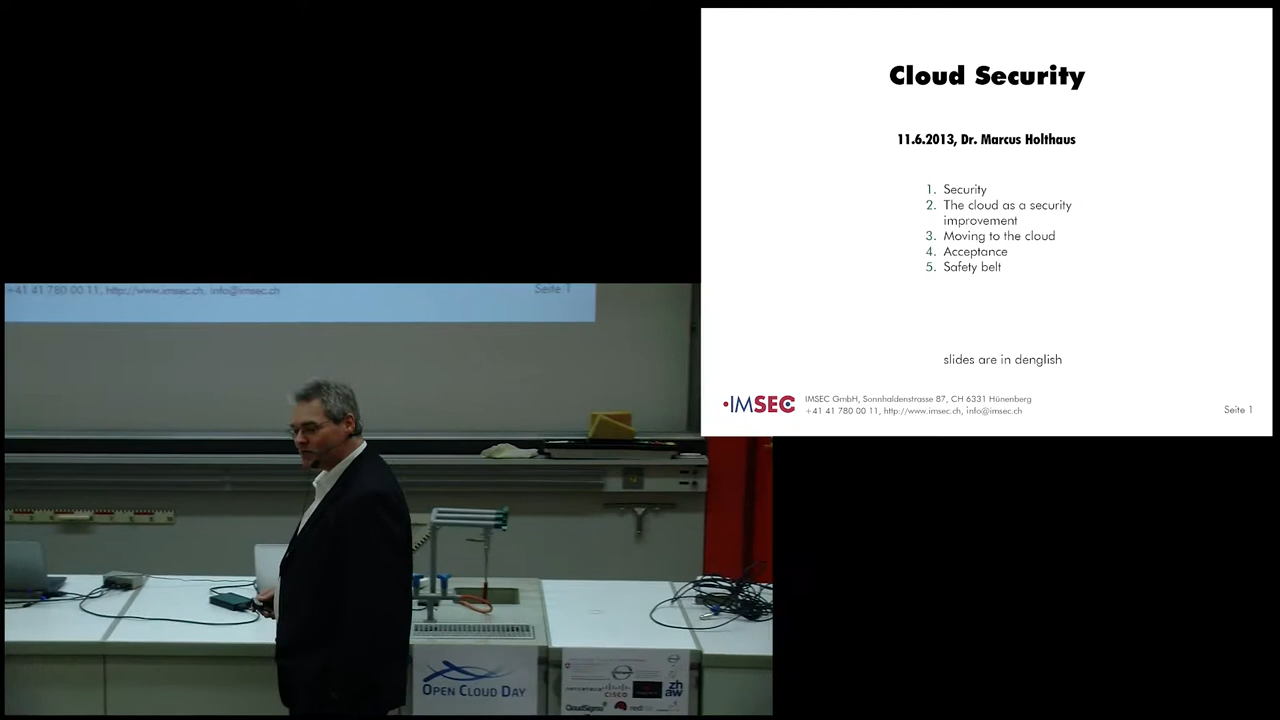 Cloud Security
11.6.2013, Dr. Marcus Holthaus
1. Security
2. The cloud as a security
improvement
3. Moving to the cloud
4. Acceptance
5. Safety belt
slides are in denglish
IMSEC
IMSEC GmbH, Sonnhaldenstrasse 87, CH 6331 Hünenberg
+41 41 780 00 11, http://www.imsec.ch, info@imsec.ch
Seite 1
+41 41 780 00 11, http://www.imsec.ch, info@imsec.ch
Seite 1
OPEN CLOUD DAY
CISCO
zh
aw
CloudSigma